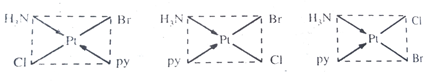 H₃N Br H₃N Br H₃N Cl
Pt Pt Pt
Cl py py Cl py Br